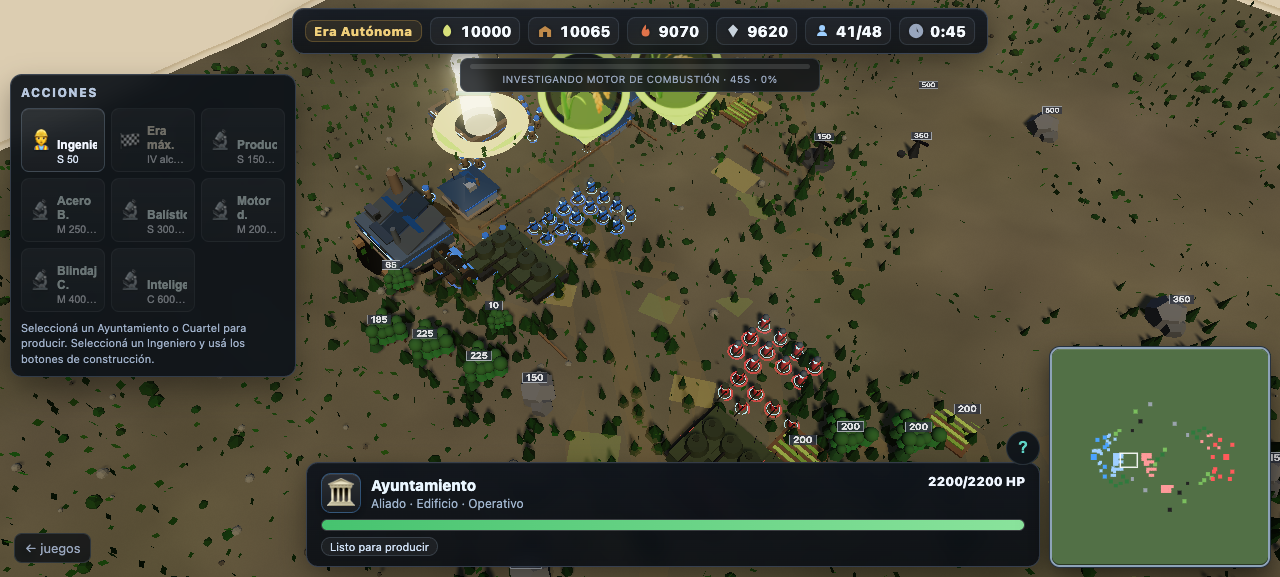 Era Autónoma
10000
10065
9070
9620
41/48
0:45
INVESTIGANDO MOTOR DE COMBUSTIÓN · 45S · 0%
ACCIONES
Ingenie
S 50
Era máx.
IV alc...
Produc
S 150...
Acero B.
M 250...
Balístic
S 300...
Motor d.
M 200...
Blindaj C.
M 400...
Intelige
C 600...
Seleccioná un Ayuntamiento o Cuartel para
producir. Seleccioná un Ingeniero y usá los
botones de construcción.
500
500
150
360
360
65
185
10
225
225
150
200
200
200
200
?
Ayuntamiento
2200/2200 HP
Aliado · Edificio · Operativo
Listo para producir
← juegos